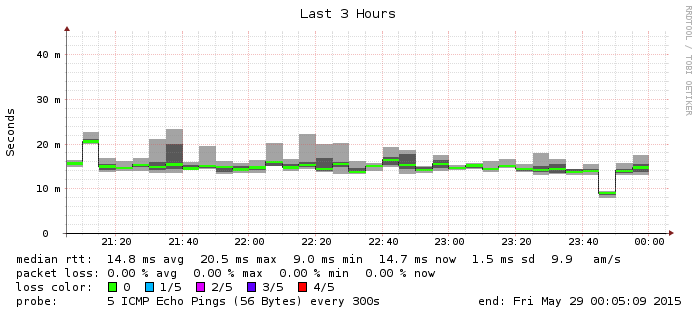 Last 3 Hours
RRDTOOL / TOBI OETIKER
Seconds
40 m
30 m
20 m
10 m
0
21:20 21:40 22:00 22:20 22:40 23:00 23:20 23:40 00:00
median rtt: 14.8 ms avg 20.5 ms max 9.0 ms min 14.7 ms now 1.5 ms sd 9.9 am/s
packet loss: 0.00 % avg 0.00 % max 0.00 % min 0.00 % now
loss color: 0 1/5 2/5 3/5 4/5
probe: 5 ICMP Echo Pings (56 Bytes) every 300s end: Fri May 29 00:05:09 2015